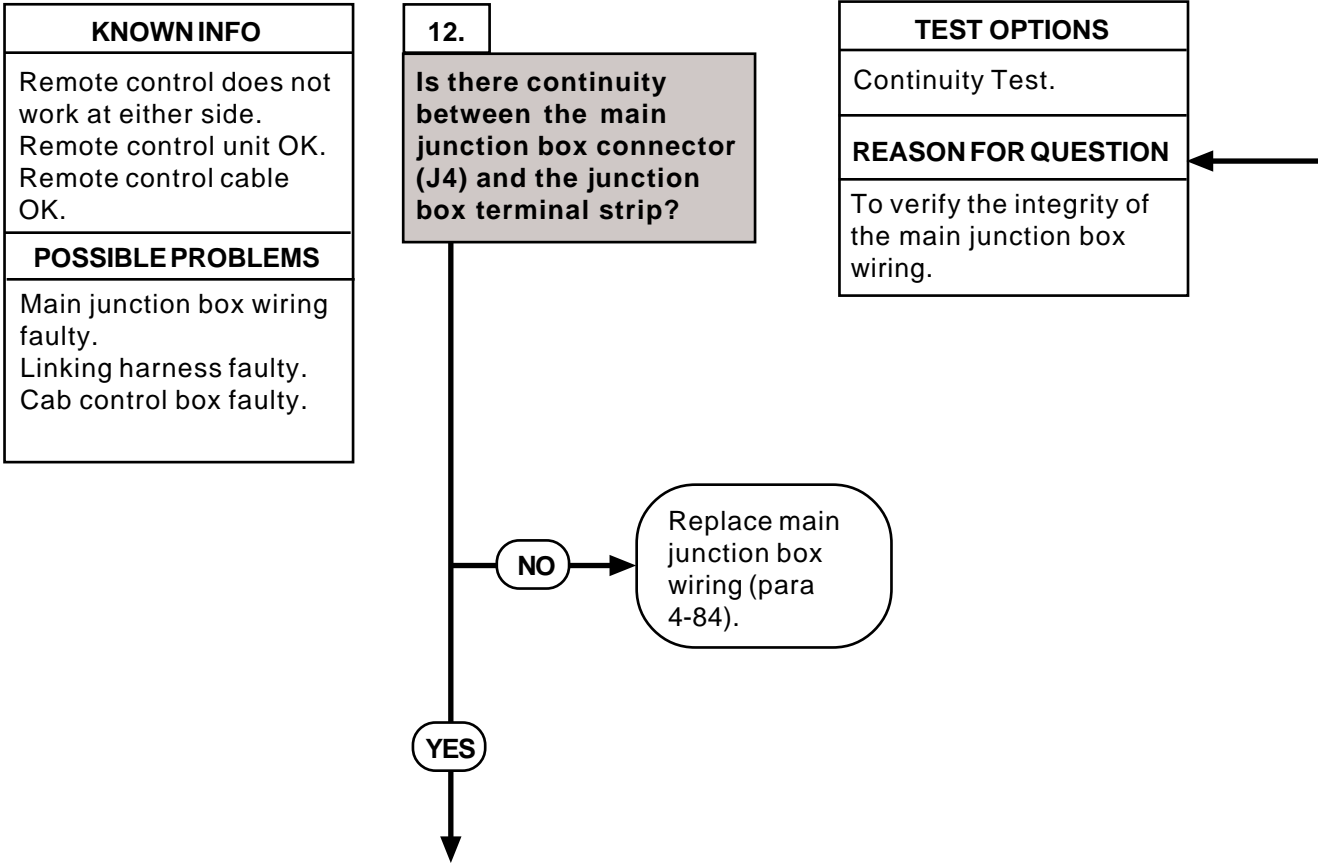 KNOWN INFO
Remote control does not
work at either side.
Remote control unit OK.
Remote control cable
OK.
POSSIBLE PROBLEMS
Main junction box wiring
faulty.
Linking harness faulty.
Cab control box faulty.
12.
Is there continuity
between the main
junction box connector
(J4) and the junction
box terminal strip?
TEST OPTIONS
Continuity Test.
REASON FOR QUESTION
To verify the integrity of
the main junction box
wiring.
NO
Replace main
junction box
wiring (para
4-84).
YES